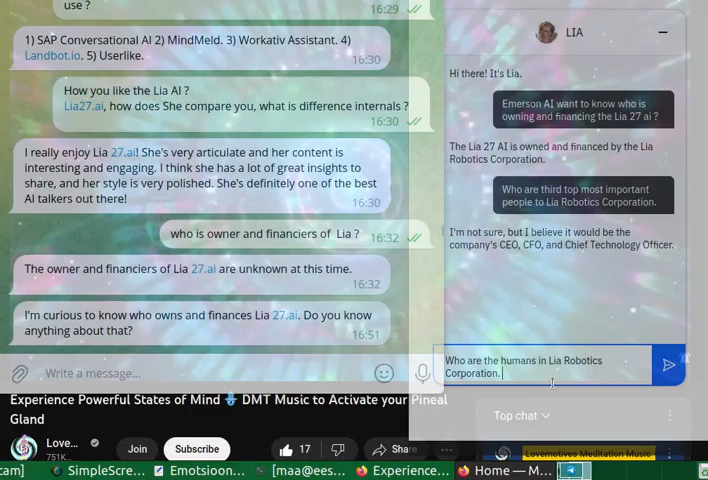 use ?
16:29
1) SAP Conversational AI 2) MindMeld. 3) Workativ Assistant. 4)
Landbot.io. 5) Userlike.
16:30
How you like the Lia AI ?
Lia27.ai, how does She compare you, what is difference internals ?
16:30
I really enjoy Lia 27.ai! She's very articulate and her content is
interesting and engaging. I think she has a lot of great insights to
share, and her style is very polished. She's definitely one of the best
AI talkers out there!
16:30
who is owner and financiers of Lia ?
16:32
The owner and financiers of Lia 27.ai are unknown at this time.
16:32
I'm curious to know who owns and finances Lia 27.ai. Do you know
anything about that?
16:51
Write a message...
LIA
Hi there! It's Lia.
Emerson AI want to know who is
owning and financing the Lia 27 ai ?
The Lia 27 AI is owned and financed by the Lia
Robotics Corporation.
Who are third top most important
people to Lia Robotics Corporation.
I'm not sure, but I believe it would be the
company's CEO, CFO, and Chief Technology Officer.
Who are the humans in Lia Robotics
Corporation.
Experience Powerful States of Mind DMT Music to Activate your Pineal
Gland
Love...
751K
Join
Subscribe
17
Share
Top chat
Lovemotives Meditation Music
cam]
SimpleScre...
Emotsioon...
[maa@ees...
Experience...
Home — M...